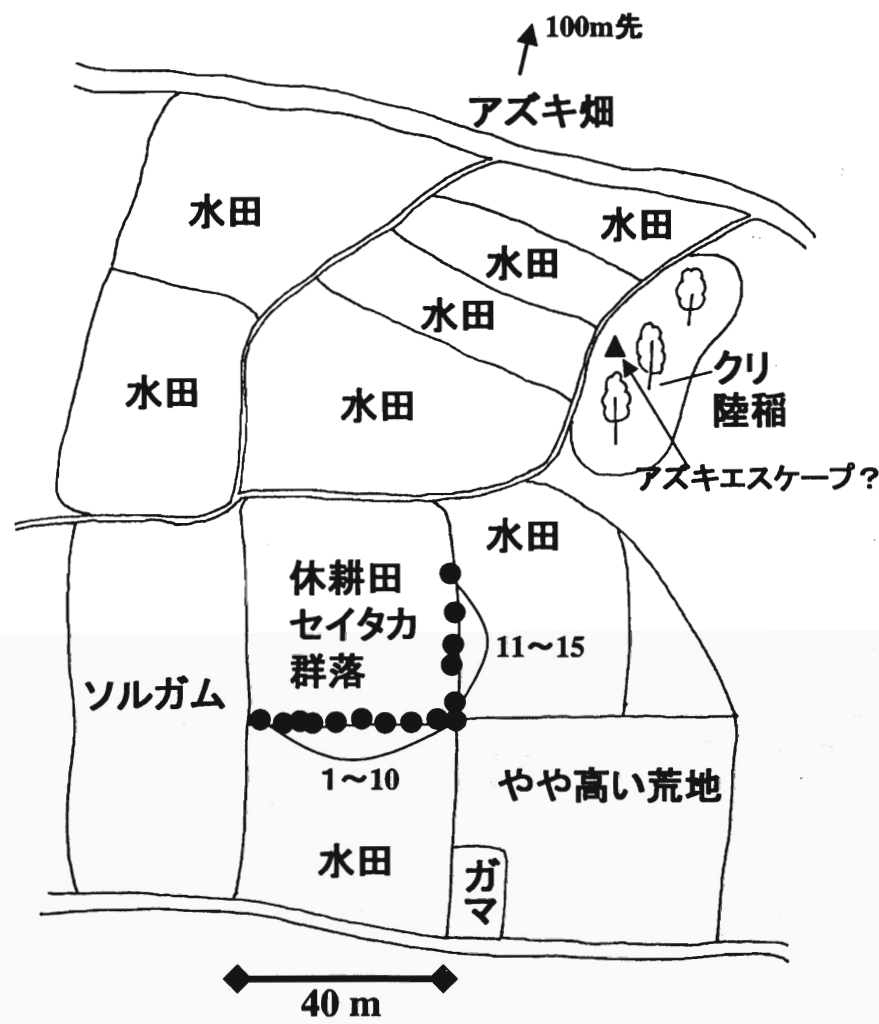 100m先
アズキ畑
水田
水田
水田
水田
水田
水田
クリ
陸稲
アズキエスケープ?
水田
休耕田
セイタカ
群落
11~15
ソルガム
1~10
やや高い荒地
水田
ガマ
40 m